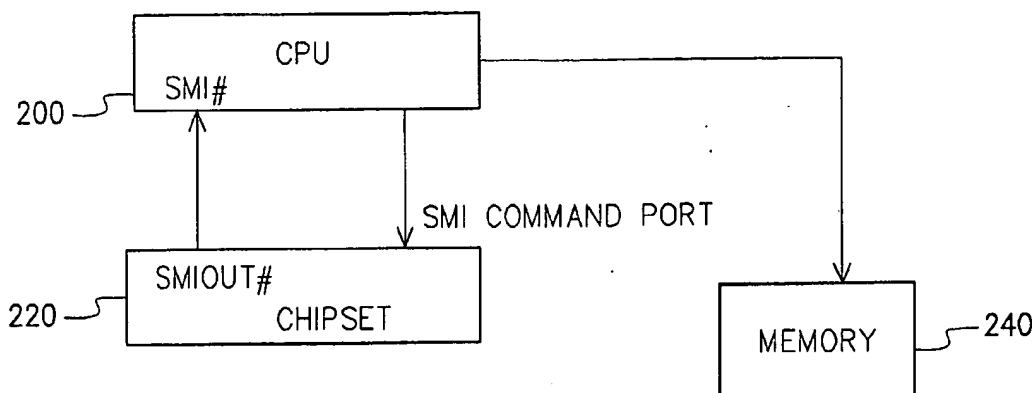 CPU
SMI#
200
SMI COMMAND PORT
SMIOUT#
220
CHIPSET
MEMORY
240